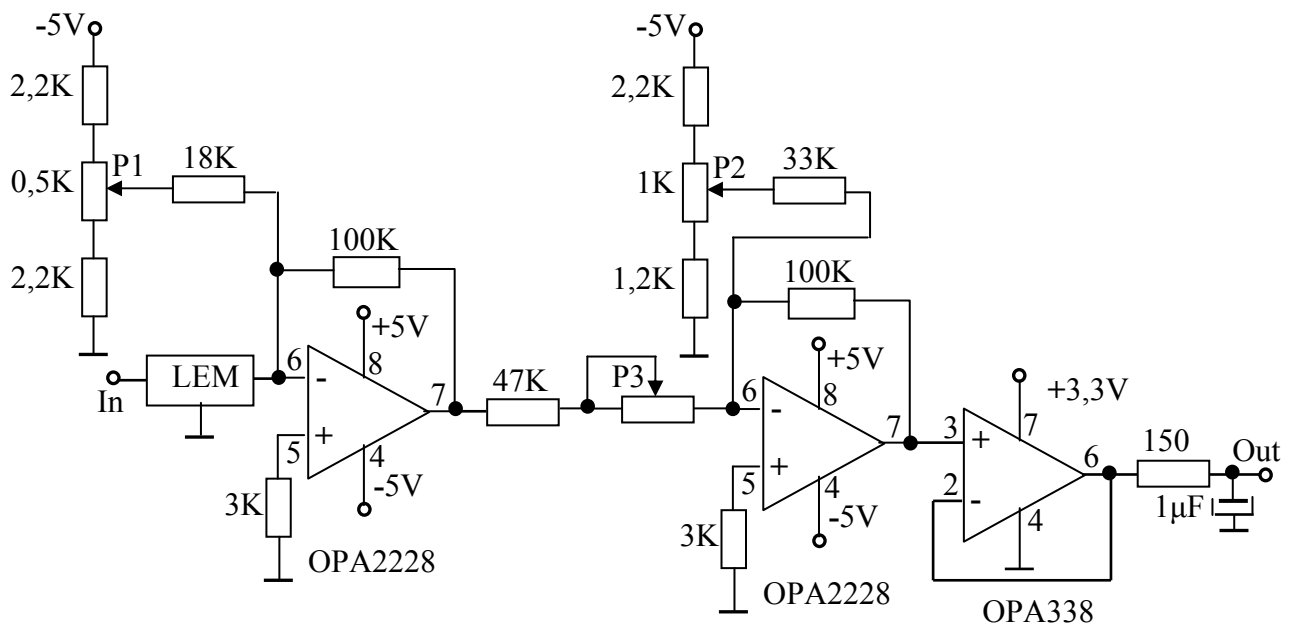 -5V
2,2K
0,5K
P1
18K
2,2K
100K
+5V
In
LEM
6
-
8
7
5
+
4
-5V
3K
OPA2228
47K
P3
-5V
2,2K
1K
P2
33K
1,2K
100K
+5V
6
-
8
7
5
+
4
-5V
3K
OPA2228
+3,3V
3
+
7
6
2
-
4
OPA338
150
Out
1µF